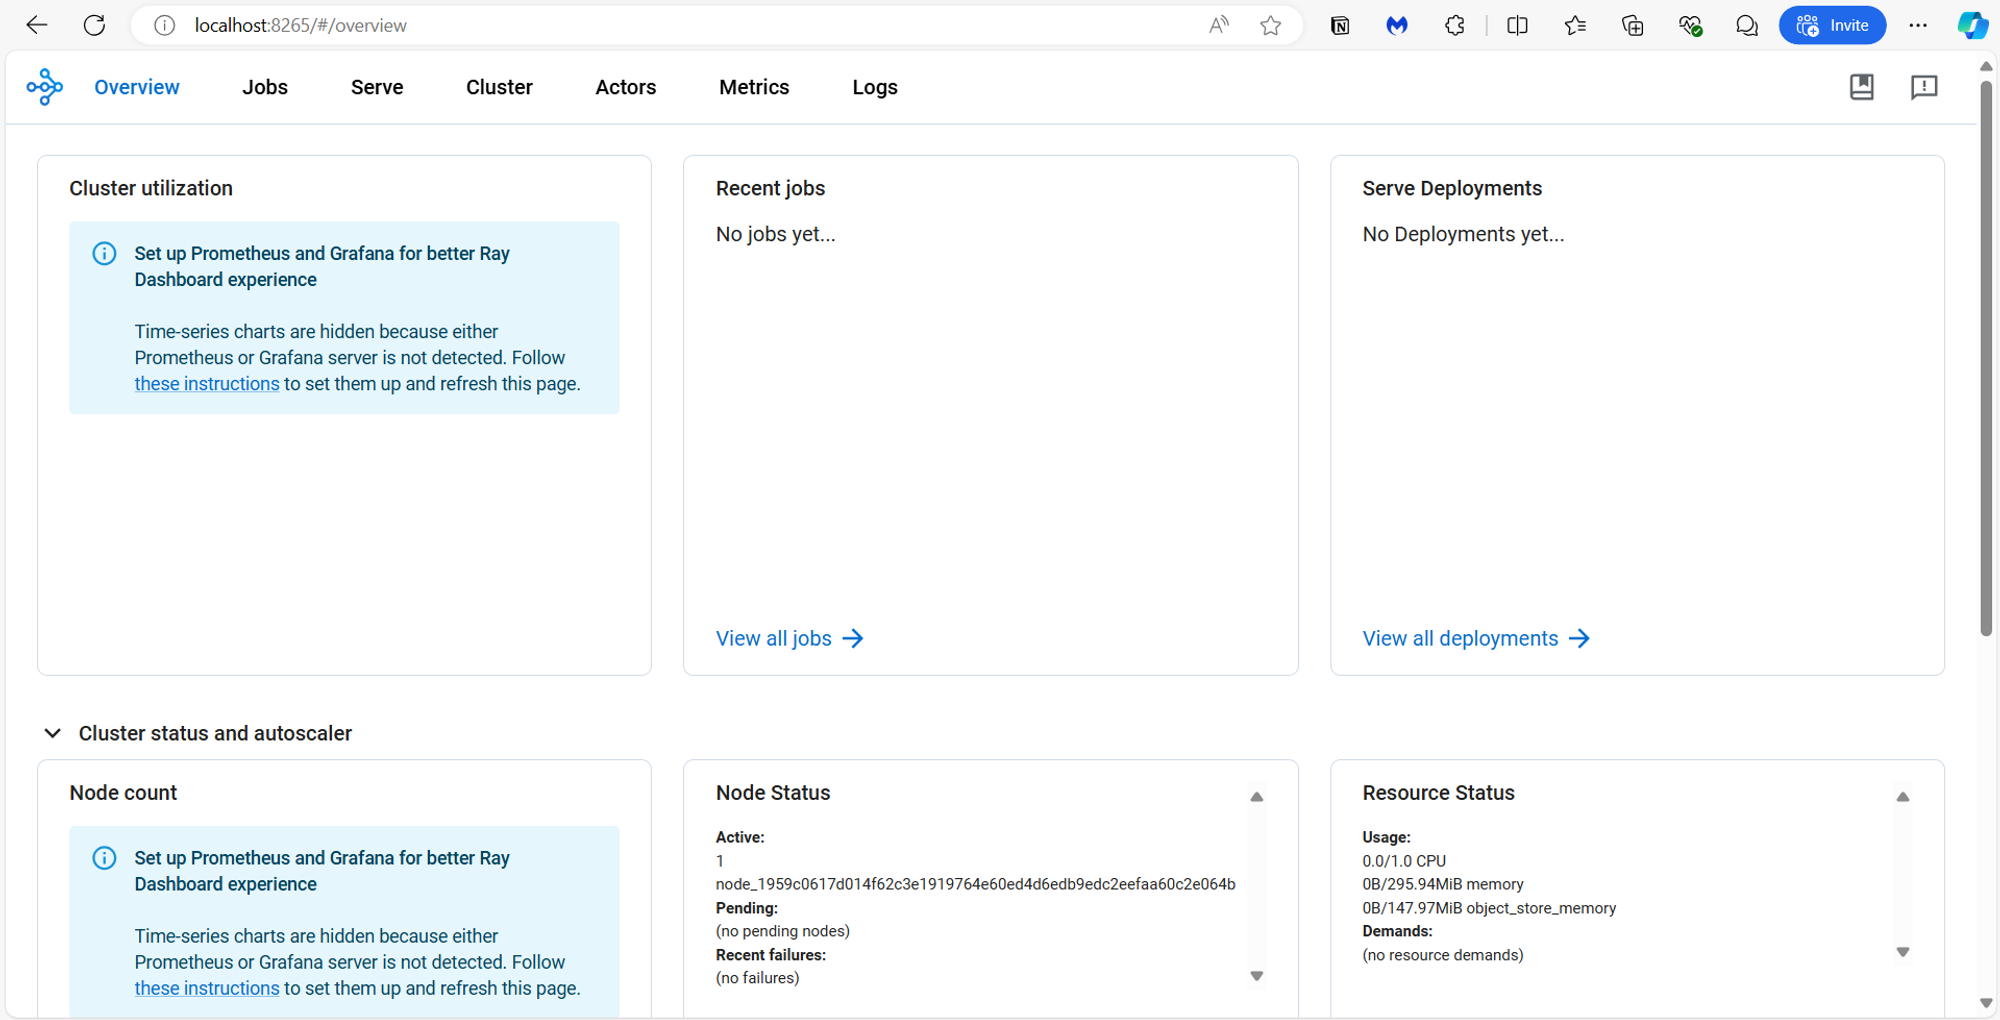 localhost:8265/#/overview
Invite
Overview
Jobs
Serve
Cluster
Actors
Metrics
Logs
Cluster utilization
Set up Prometheus and Grafana for better Ray
Dashboard experience
Time-series charts are hidden because either
Prometheus or Grafana server is not detected. Follow
these instructions to set them up and refresh this page.
Recent jobs
No jobs yet...
View all jobs
Serve Deployments
No Deployments yet...
View all deployments
Cluster status and autoscaler
Node count
Set up Prometheus and Grafana for better Ray
Dashboard experience
Time-series charts are hidden because either
Prometheus or Grafana server is not detected. Follow
these instructions to set them up and refresh this page.
Node Status
Active:
1
node_1959c0617d014f62c3e1919764e60ed4d6edb9edc2eefaa60c2e064b
Pending:
(no pending nodes)
Recent failures:
(no failures)
Resource Status
Usage:
0.0/1.0 CPU
0B/295.94MiB memory
0B/147.97MiB object_store_memory
Demands:
(no resource demands)